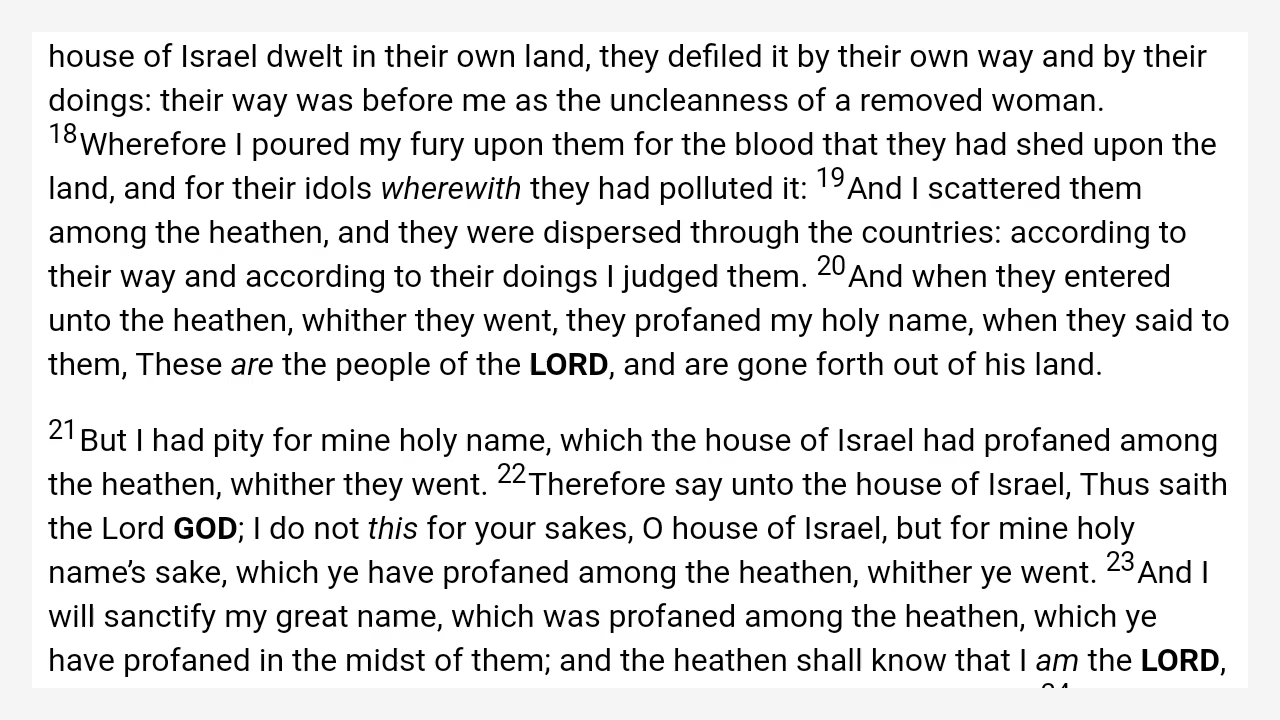 house of Israel dwelt in their own land, they defiled it by their own way and by their
doings: their way was before me as the uncleanness of a removed woman.
18Wherefore I poured my fury upon them for the blood that they had shed upon the
land, and for their idols wherewith they had polluted it: 19And I scattered them
among the heathen, and they were dispersed through the countries: according to
their way and according to their doings I judged them. 20And when they entered
unto the heathen, whither they went, they profaned my holy name, when they said to
them, These are the people of the LORD, and are gone forth out of his land.
21But I had pity for mine holy name, which the house of Israel had profaned among
the heathen, whither they went. 22Therefore say unto the house of Israel, Thus saith
the Lord GOD; I do not this for your sakes, O house of Israel, but for mine holy
name’s sake, which ye have profaned among the heathen, whither ye went. 23And I
will sanctify my great name, which was profaned among the heathen, which ye
have profaned in the midst of them; and the heathen shall know that I am the LORD,